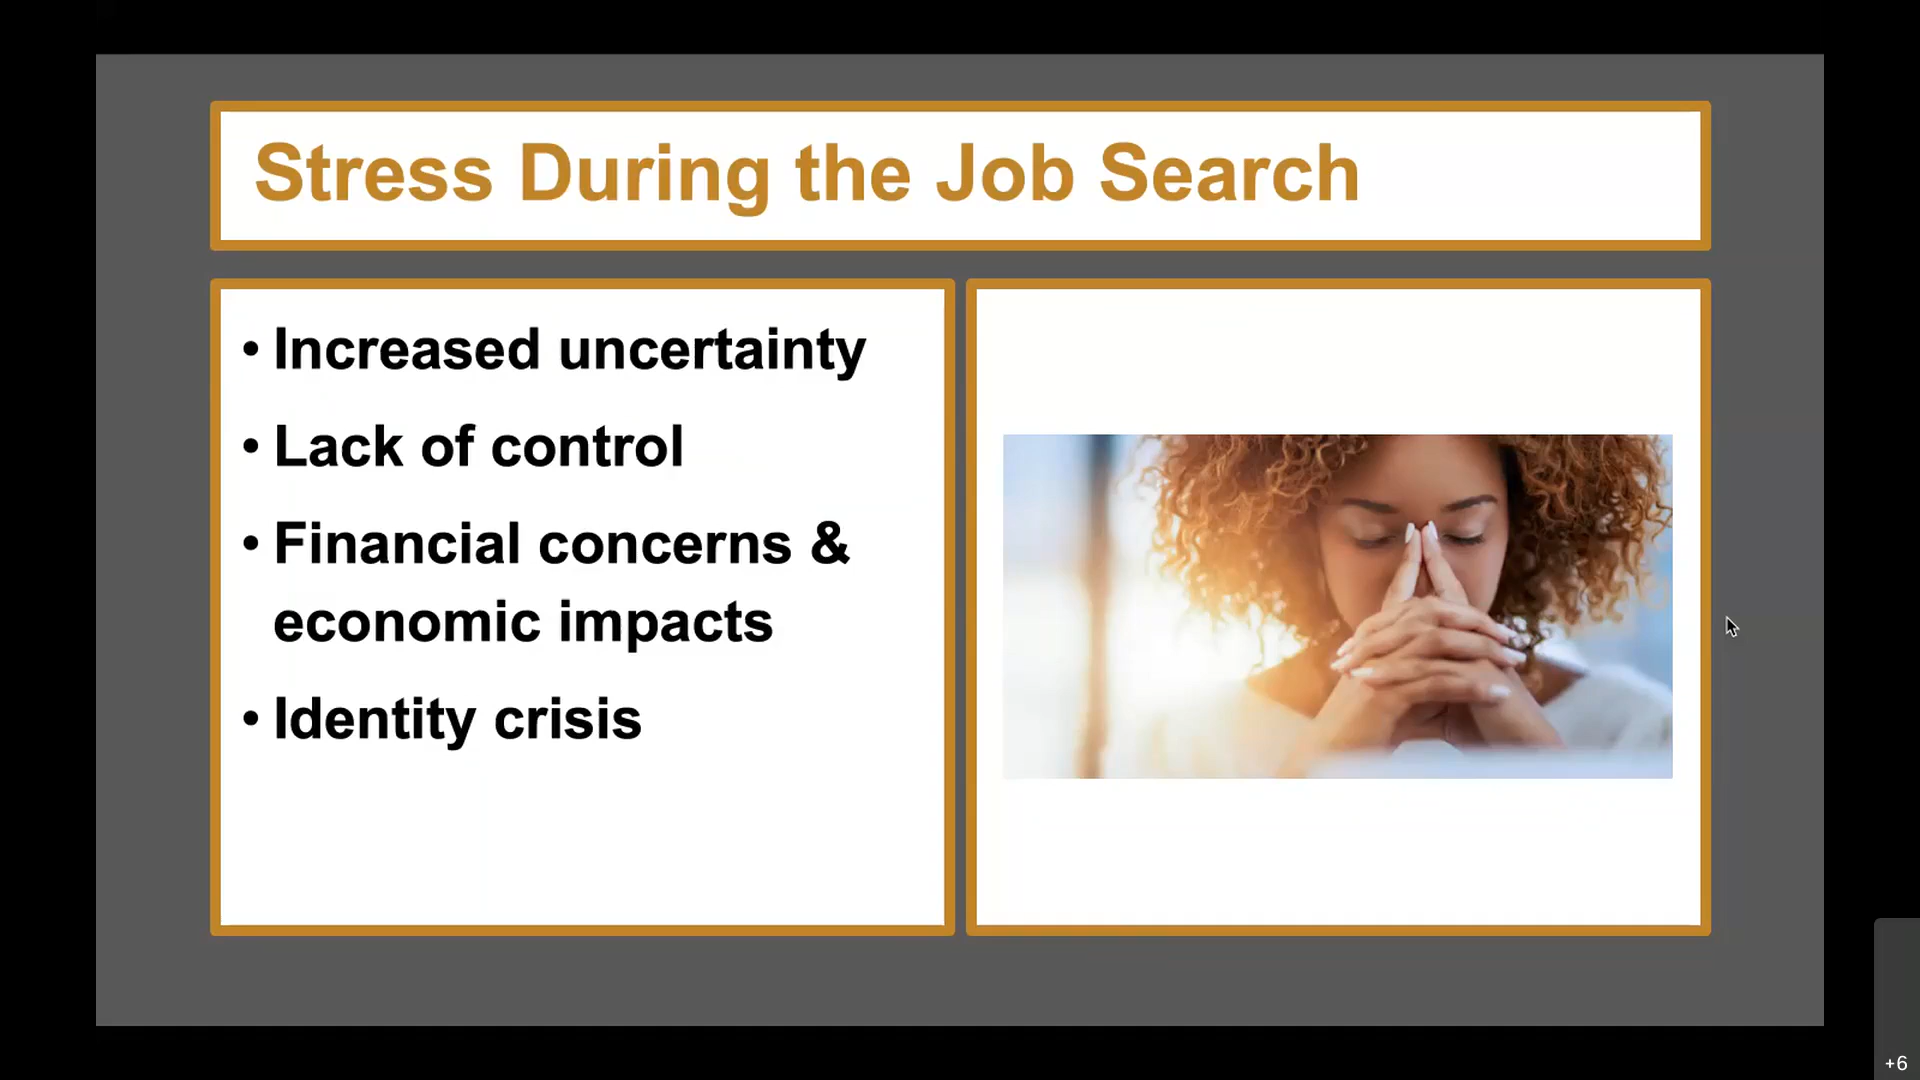 Stress During the Job Search
• Increased uncertainty
• Lack of control
• Financial concerns &
economic impacts
• Identity crisis
+6